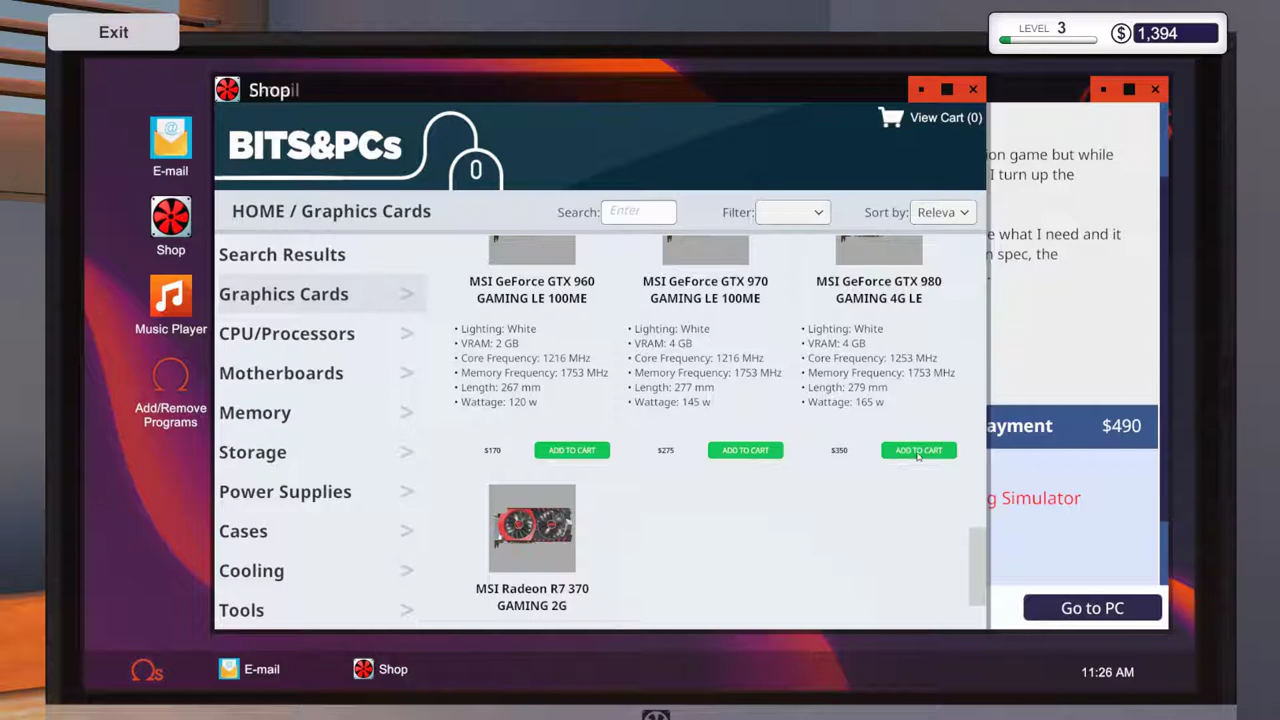 Exit
LEVEL 3
$ 1,394
Shop
BITS&PCs
View Cart (0)
HOME / Graphics Cards
Search: Enter
Filter:
Sort by: Releva
Search Results
Graphics Cards >
CPU/Processors >
Motherboards >
Memory >
Storage >
Power Supplies >
Cases >
Cooling >
Tools >
MSI GeForce GTX 960
GAMING LE 100ME
• Lighting: White
• VRAM: 2 GB
• Core Frequency: 1216 MHz
• Memory Frequency: 1753 MHz
• Length: 267 mm
• Wattage: 120 w
$170
ADD TO CART
MSI GeForce GTX 970
GAMING LE 100ME
• Lighting: White
• VRAM: 4 GB
• Core Frequency: 1216 MHz
• Memory Frequency: 1753 MHz
• Length: 277 mm
• Wattage: 145 w
$275
ADD TO CART
MSI GeForce GTX 980
GAMING 4G LE
• Lighting: White
• VRAM: 4 GB
• Core Frequency: 1253 MHz
• Memory Frequency: 1753 MHz
• Length: 279 mm
• Wattage: 165 w
$350
ADD TO CART
MSI Radeon R7 370
GAMING 2G
ion game but while
I turn up the
e what I need and it
n spec, the
ayment $490
g Simulator
Go to PC
E-mail
Shop
Music Player
Add/Remove
Programs
Ωs
E-mail
Shop
11:26 AM